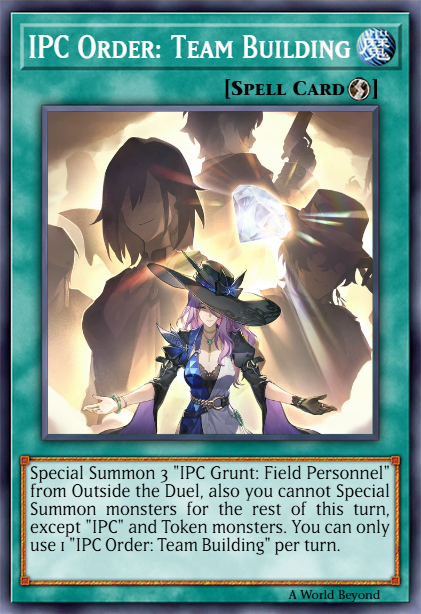 IPC Order: Team Building
魔
[Spell Card]
Special Summon 3 "IPC Grunt: Field Personnel"
from Outside the Duel, also you cannot Special
Summon monsters for the rest of this turn,
except "IPC" and Token monsters. You can only
use 1 "IPC Order: Team Building" per turn.
A World Beyond